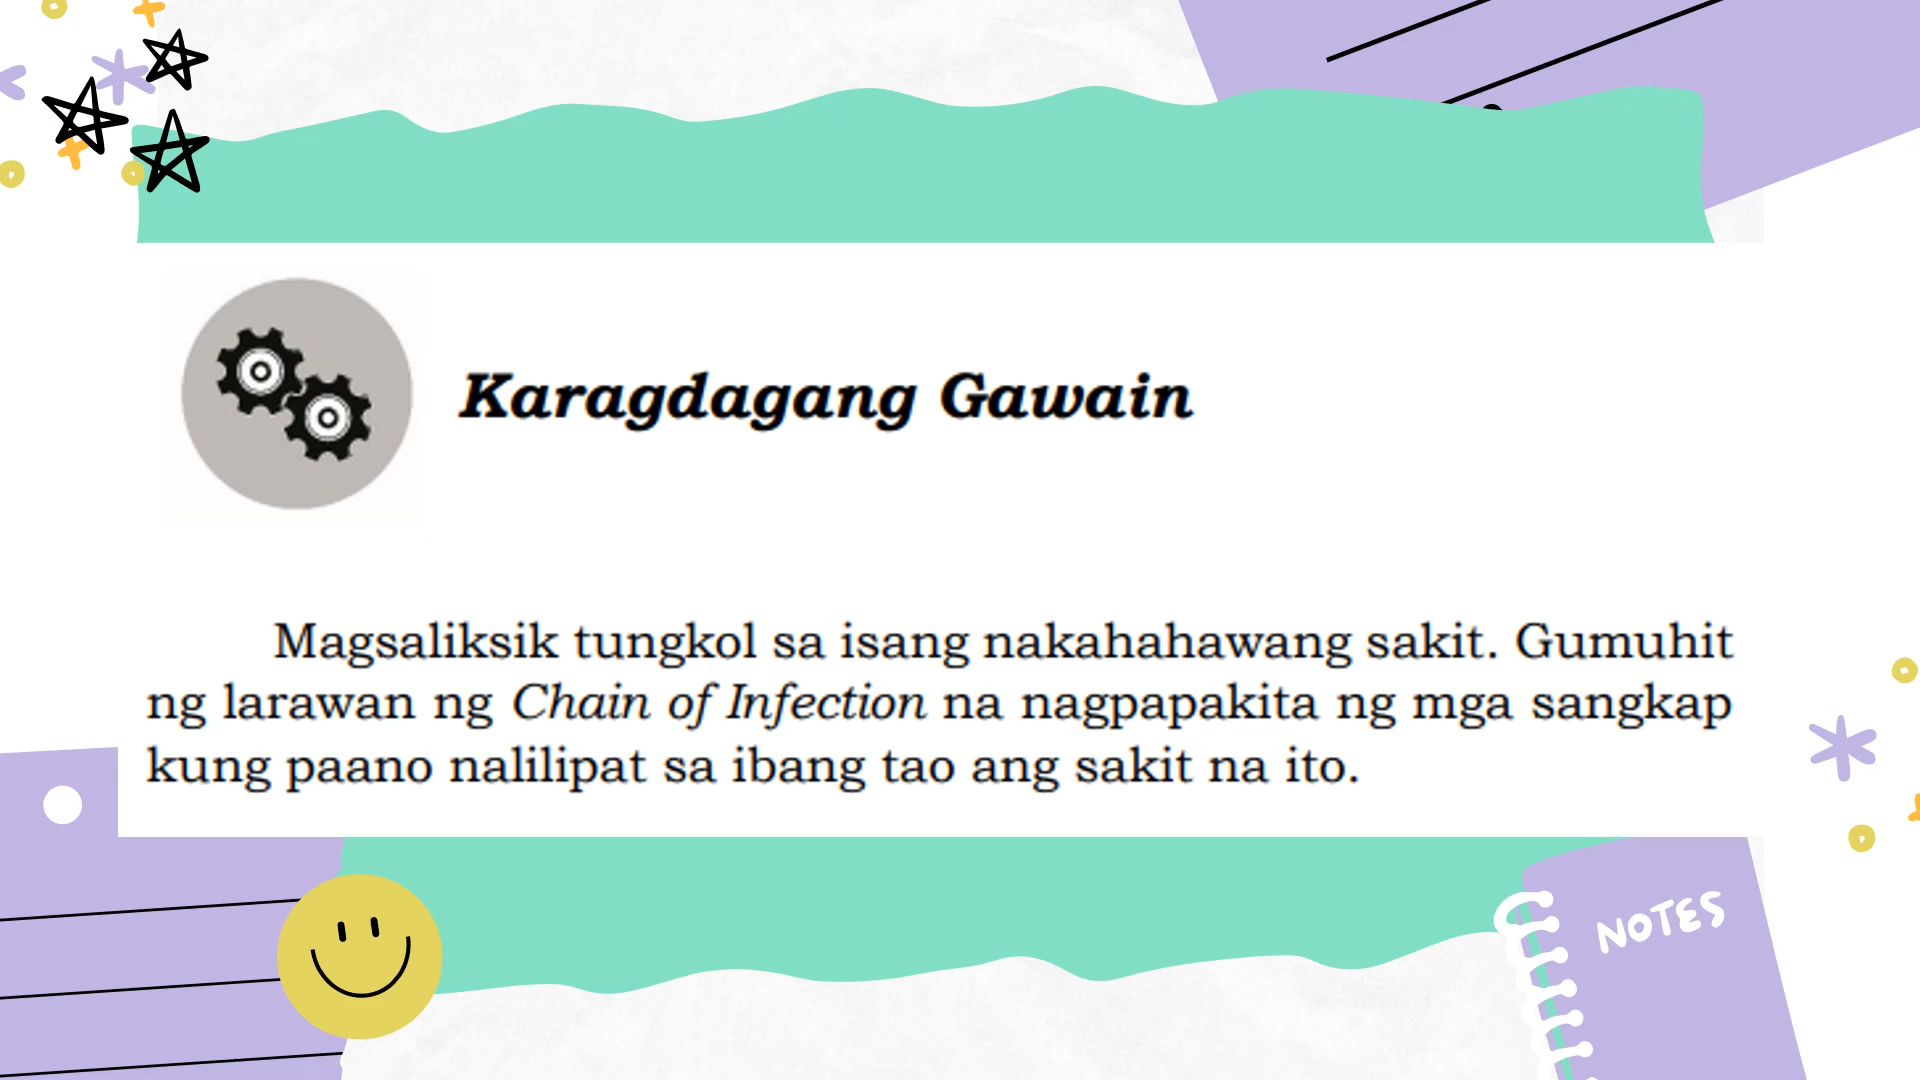 Karagdagang Gawain
Magsaliksik tungkol sa isang nakahahawang sakit. Gumuhit
ng larawan ng Chain of Infection na nagpapakita ng mga sangkap
kung paano nalilipat sa ibang tao ang sakit na ito.
NOTES